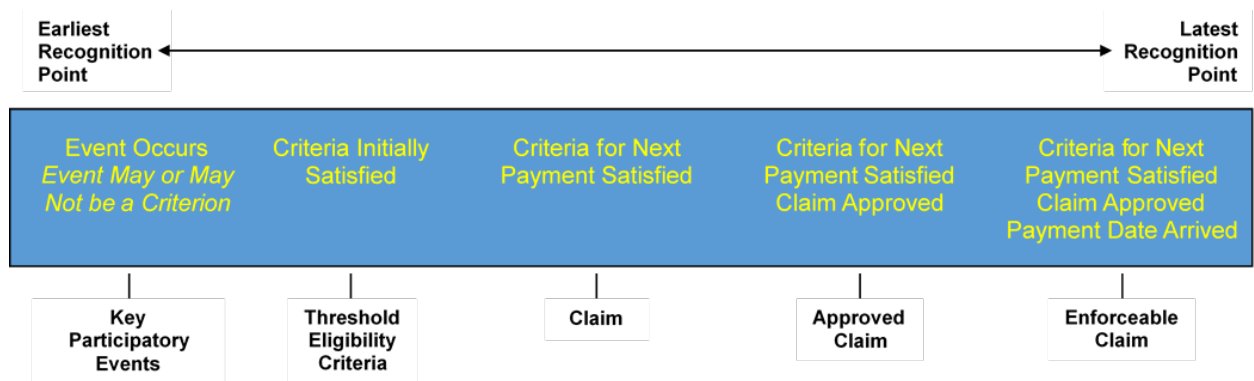 Earliest
Recognition
Point
Latest
Recognition
Point
Event Occurs
Event May or May
Not be a Criterion
Criteria Initially
Satisfied
Criteria for Next
Payment Satisfied
Criteria for Next
Payment Satisfied
Claim Approved
Criteria for Next
Payment Satisfied
Claim Approved
Payment Date Arrived
Key
Participatory
Events
Threshold
Eligibility
Criteria
Claim
Approved
Claim
Enforceable
Claim